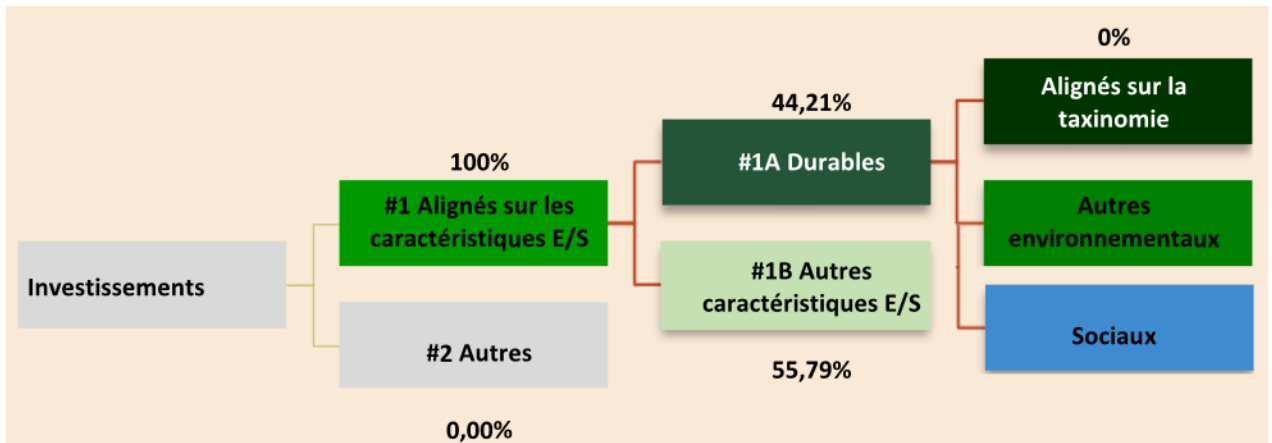 0%
Alignés sur la
taxinomie
44,21%
#1A Durables
100%
#1 Alignés sur les
caractéristiques E/S
Autres
environnementaux
Investissements
#1B Autres
caractéristiques E/S
#2 Autres
Sociaux
55,79%
0,00%